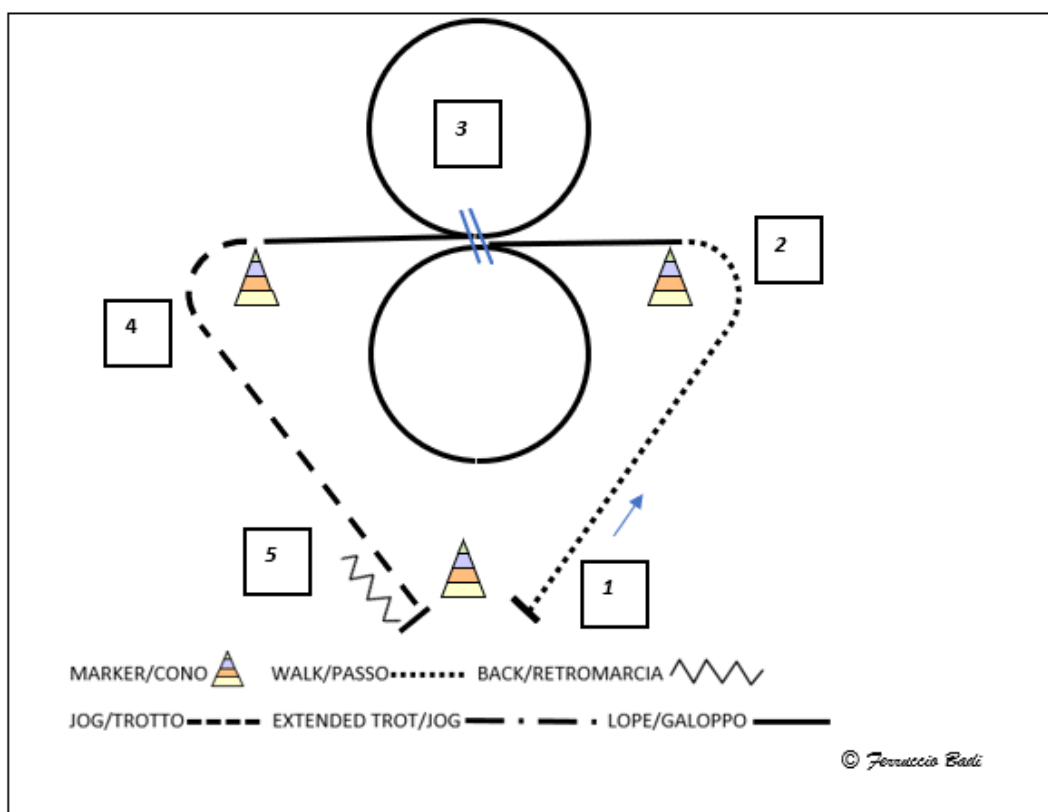 3
2
4
5
1
MARKER/CONO WALK/PASSO BACK/RETROMARCIA
JOG/TROTTO EXTENDED TROT/JOG LOPE/GALOPPO
© Ferruccio Badi